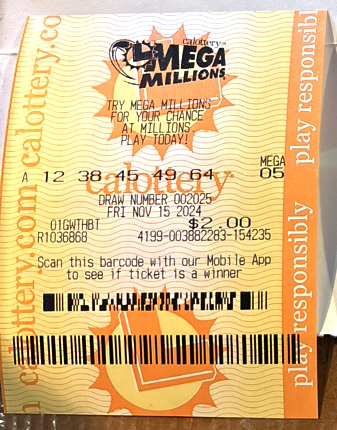 calottery
MEGA
MILLIONS
TRY MEGA MILLIONS
FOR YOUR CHANCE
AT MILLIONS.
PLAY TODAY!
MEGA
A 12 38 45 49 64 05
calottery
DRAW NUMBER 002025
FRI NOV 15 2024
01GWTHBT $2.00
R1036868 4199-003882283-154235
Scan this barcode with our Mobile App
to see if ticket is a winner
calottery.com calottery.co
play responsibly
play responsibl